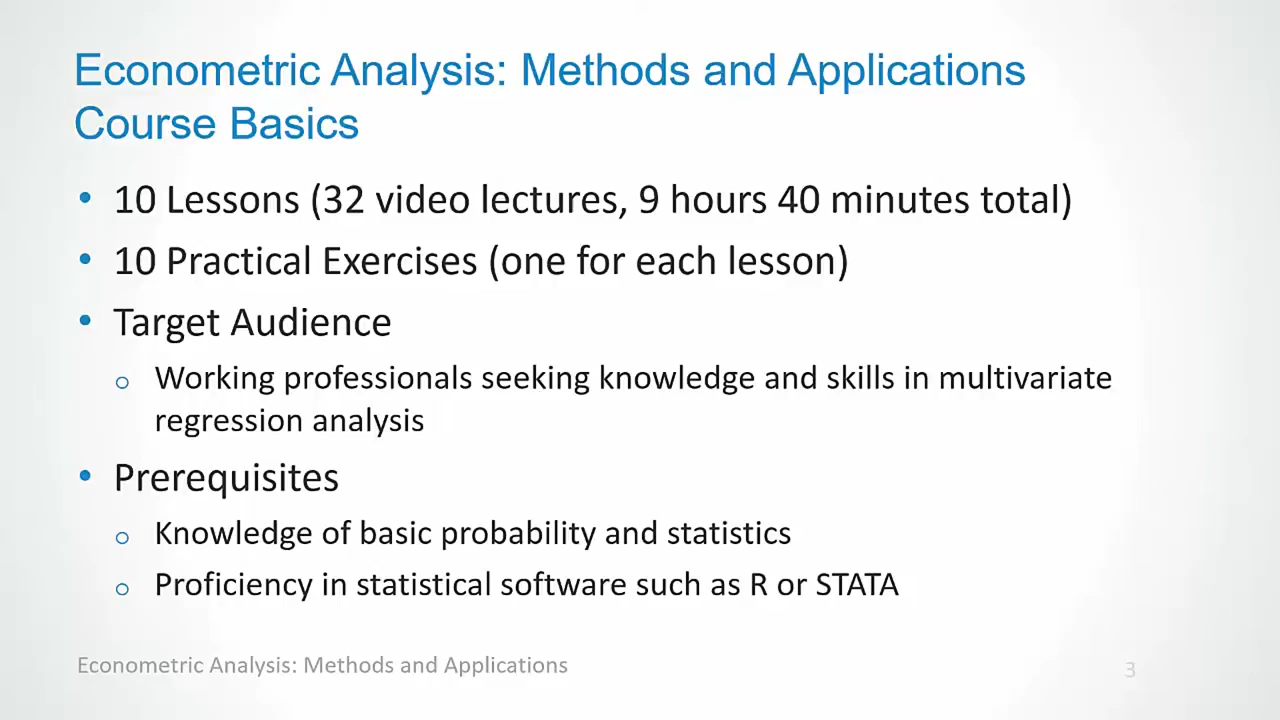 Econometric Analysis: Methods and Applications
Course Basics
• 10 Lessons (32 video lectures, 9 hours 40 minutes total)
• 10 Practical Exercises (one for each lesson)
• Target Audience
o Working professionals seeking knowledge and skills in multivariate
regression analysis
• Prerequisites
o Knowledge of basic probability and statistics
o Proficiency in statistical software such as R or STATA
Econometric Analysis: Methods and Applications
3